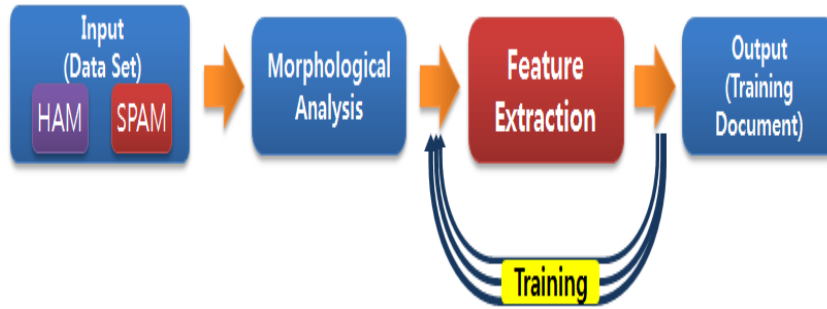 Input
(Data Set)
HAM
SPAM
Morphological
Analysis
Feature
Extraction
Output
(Training
Document)
Training